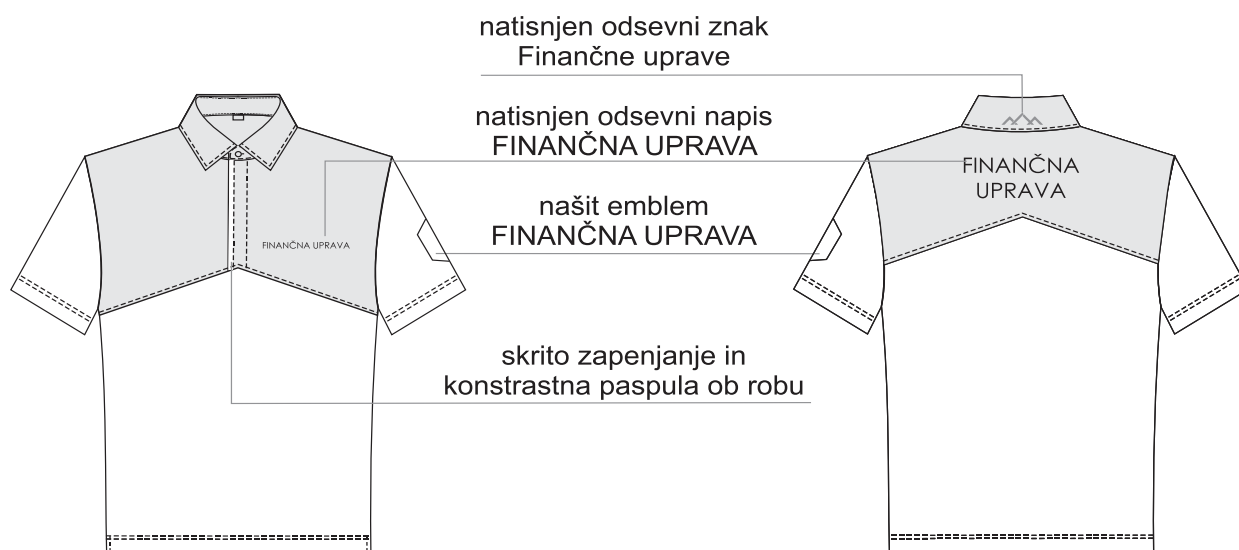 natisnjen odsevni znak
Finančne uprave
natisnjen odsevni napis
FINANČNA UPRAVA
našit emblem
FINANČNA UPRAVA
skrito zapenjanje in
konstrastna paspula ob robu
FINANČNA UPRAVA
FINANČNA
UPRAVA